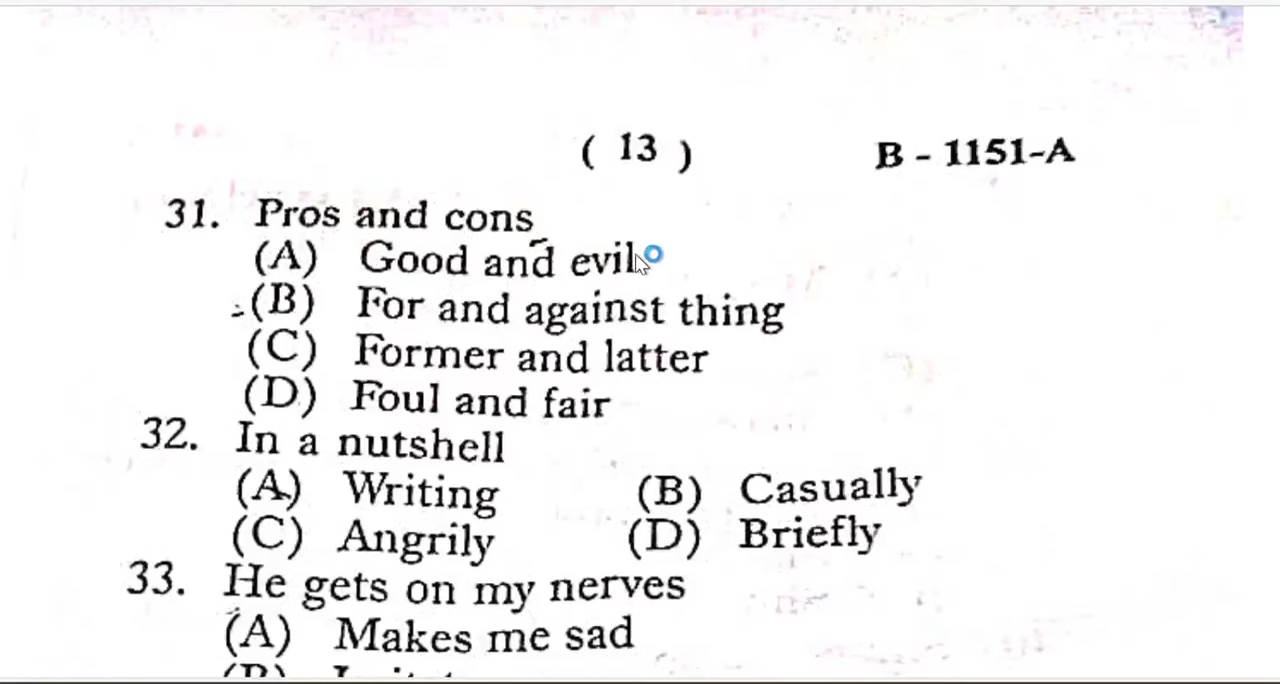 ( 13 ) B - 1151-A
31. Pros and cons
(A) Good and evil
(B) For and against thing
(C) Former and latter
(D) Foul and fair
32. In a nutshell
(A) Writing (B) Casually
(C) Angrily (D) Briefly
33. He gets on my nerves
(A) Makes me sad